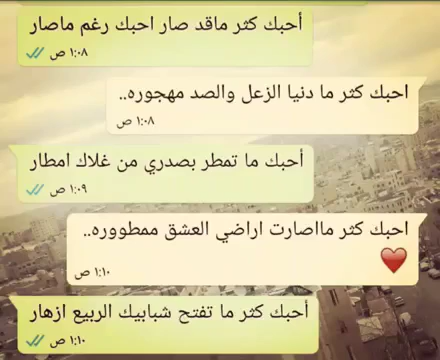 أحبك كثر ماقد صار احبك رغم ماصار
١:٠٨ ص
احبك كثر ما دنيا الزعل والصد مهجوره..
١:٠٨ ص
أحبك ما تمطر بصدري من غلاك امطار
١:٠٩ ص
احبك كثر مااصارت اراضي العشق ممطووره..
١:١٠ ص
أحبك كثر ما تفتح شبابيك الربيع ازهار
١:١٠ ص